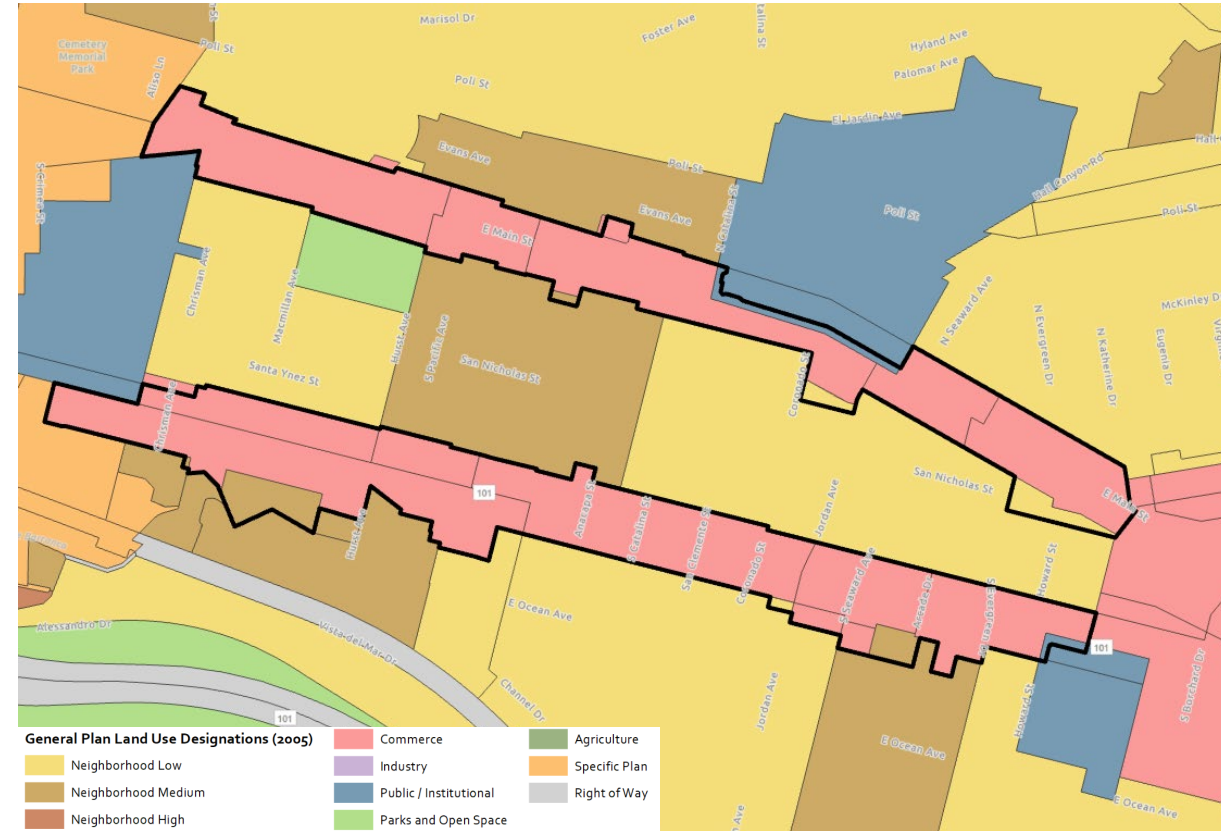 Marisol Dr
Foster Ave
Hyland Ave
Palomar Ave
Cemetery
Memorial
Park
Poli St
Aliso Ln
Poli St
El Jardin Ave
Hall Canyon Rd
Evans Ave
Poli St
Poli St
Poli St
Evans Ave
N Catalina St
E Main St
Chrisman Ave
Macmillan Ave
Hurst Ave
S Pacific Ave
San Nicholas St
Santa Ynez St
N Seaward Ave
N Evergreen Dr
N Katherine Dr
Eugenia Dr
McKinley D
Coronado St
San Nicholas St
E Main St
Chrisman Ave
101
Hurst Ave
Anacapa St
S Catalina St
San Clemente St
Coronado St
Jordan Ave
S Seaward Ave
Arcade Dr
S Evergreen Dr
Howard St
101
E Ocean Ave
Alessandro Dr
Vista del Mar Dr
Channel Dr
Jordan Ave
E Ocean Ave
Howard St
S Borchard Dr
E Ocean Ave
101
General Plan Land Use Designations (2005)
Neighborhood Low
Neighborhood Medium
Neighborhood High
Commerce
Industry
Public / Institutional
Parks and Open Space
Agriculture
Specific Plan
Right of Way